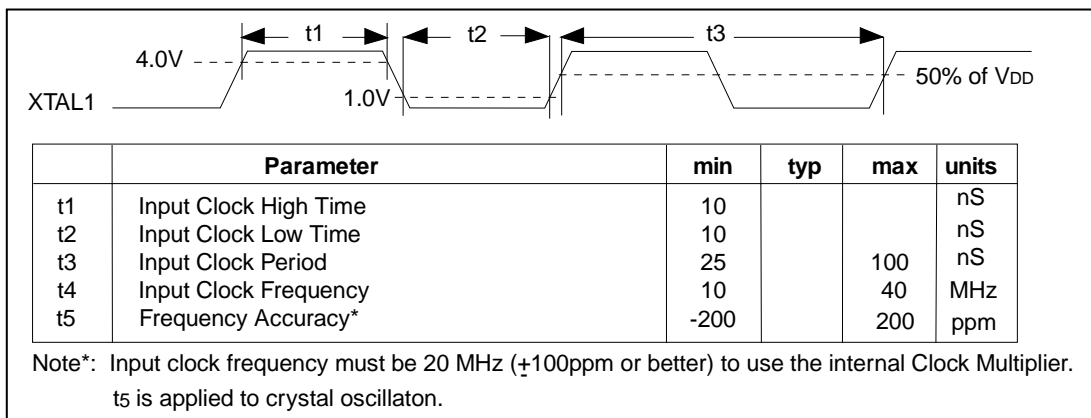 t1 t2 t3
4.0V
50% of VDD
XTAL1 1.0V
Parameter min typ max units
t1 Input Clock High Time 10 nS
t2 Input Clock Low Time 10 nS
t3 Input Clock Period 25 100 nS
t4 Input Clock Frequency 10 40 MHz
t5 Frequency Accuracy* -200 200 ppm
Note*: Input clock frequency must be 20 MHz (±100ppm or better) to use the internal Clock Multiplier.
t5 is applied to crystal oscillaton.